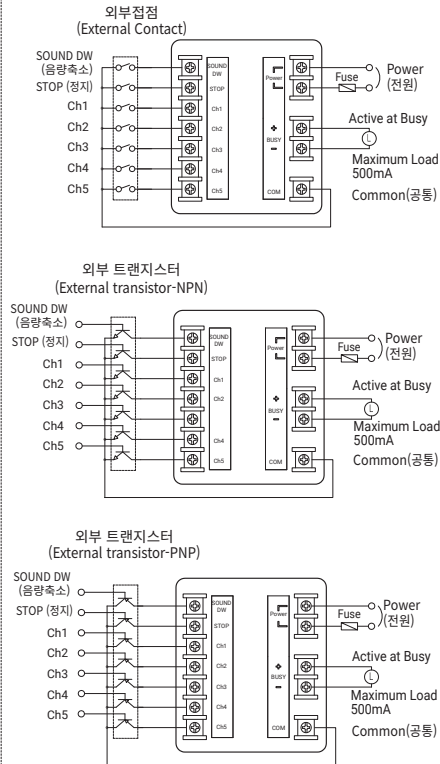 외부접점
(External Contact)
SOUND DW
(음량축소)
STOP (정지)
Ch1
Ch2
Ch3
Ch4
Ch5
SOUND
DW
STOP
Ch1
Ch2
Ch3
Ch4
Ch5
Power
+
BUSY
-
COM
Fuse
Power
(전원)
Active at Busy
L
Maximum Load
500mA
Common(공통)
외부 트랜지스터
(External transistor-NPN)
SOUND DW
(음량축소)
STOP (정지)
Ch1
Ch2
Ch3
Ch4
Ch5
SOUND
DW
STOP
Ch1
Ch2
Ch4
Ch5
Power
+
BUSY
-
COM
Fuse
Power
(전원)
Active at Busy
L
Maximum Load
500mA
Common(공통)
외부 트랜지스터
(External transistor-PNP)
SOUND DW
(음량축소)
STOP (정지)
Ch1
Ch2
Ch3
Ch4
Ch5
SOUND
DW
STOP
Ch1
Ch2
Ch3
Ch4
Ch5
Power
+
BUSY
-
COM
Fuse
Power
(전원)
Active at Busy
L
Maximum Load
500mA
Common(공통)